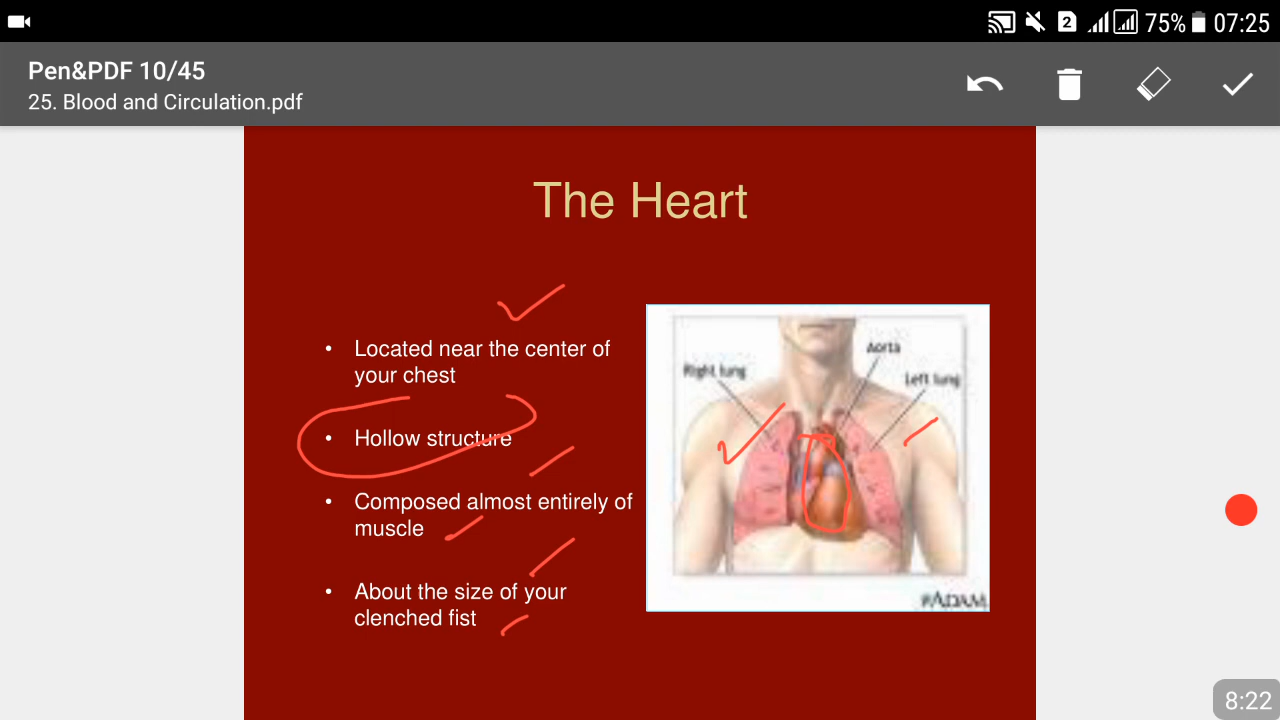 2 75% 07:25
Pen&PDF 10/45
25. Blood and Circulation.pdf
The Heart
• Located near the center of
your chest
• Hollow structure
• Composed almost entirely of
muscle
• About the size of your
clenched fist
Aorta
Right lung
Left lung
ADAM
8:22